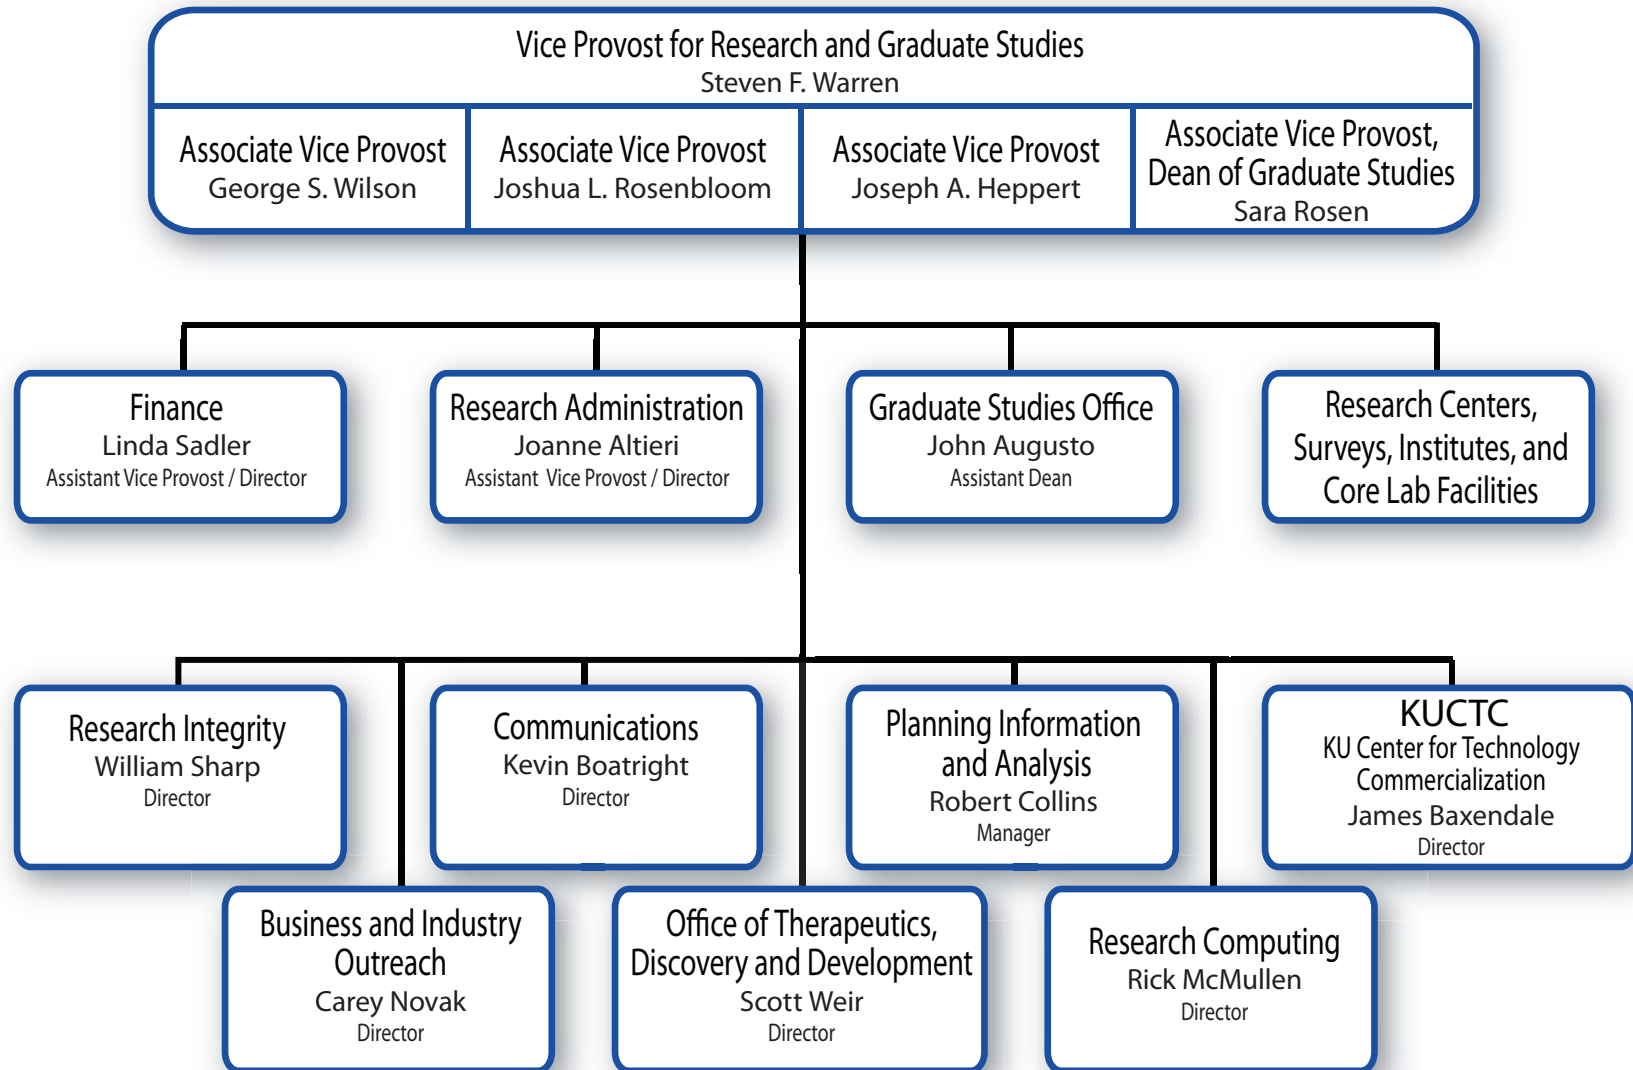 Vice Provost for Research and Graduate Studies
Steven F. Warren
Associate Vice Provost
George S. Wilson
Associate Vice Provost
Joshua L. Rosenbloom
Associate Vice Provost
Joseph A. Heppert
Associate Vice Provost,
Dean of Graduate Studies
Sara Rosen
Finance
Linda Sadler
Assistant Vice Provost / Director
Research Administration
Joanne Altieri
Assistant Vice Provost / Director
Graduate Studies Office
John Augusto
Assistant Dean
Research Centers,
Surveys, Institutes, and
Core Lab Facilities
Research Integrity
William Sharp
Director
Communications
Kevin Boatright
Director
Planning Information
and Analysis
Robert Collins
Manager
KUCTC
KU Center for Technology
Commercialization
James Baxendale
Director
Business and Industry
Outreach
Carey Novak
Director
Office of Therapeutics,
Discovery and Development
Scott Weir
Director
Research Computing
Rick McMullen
Director